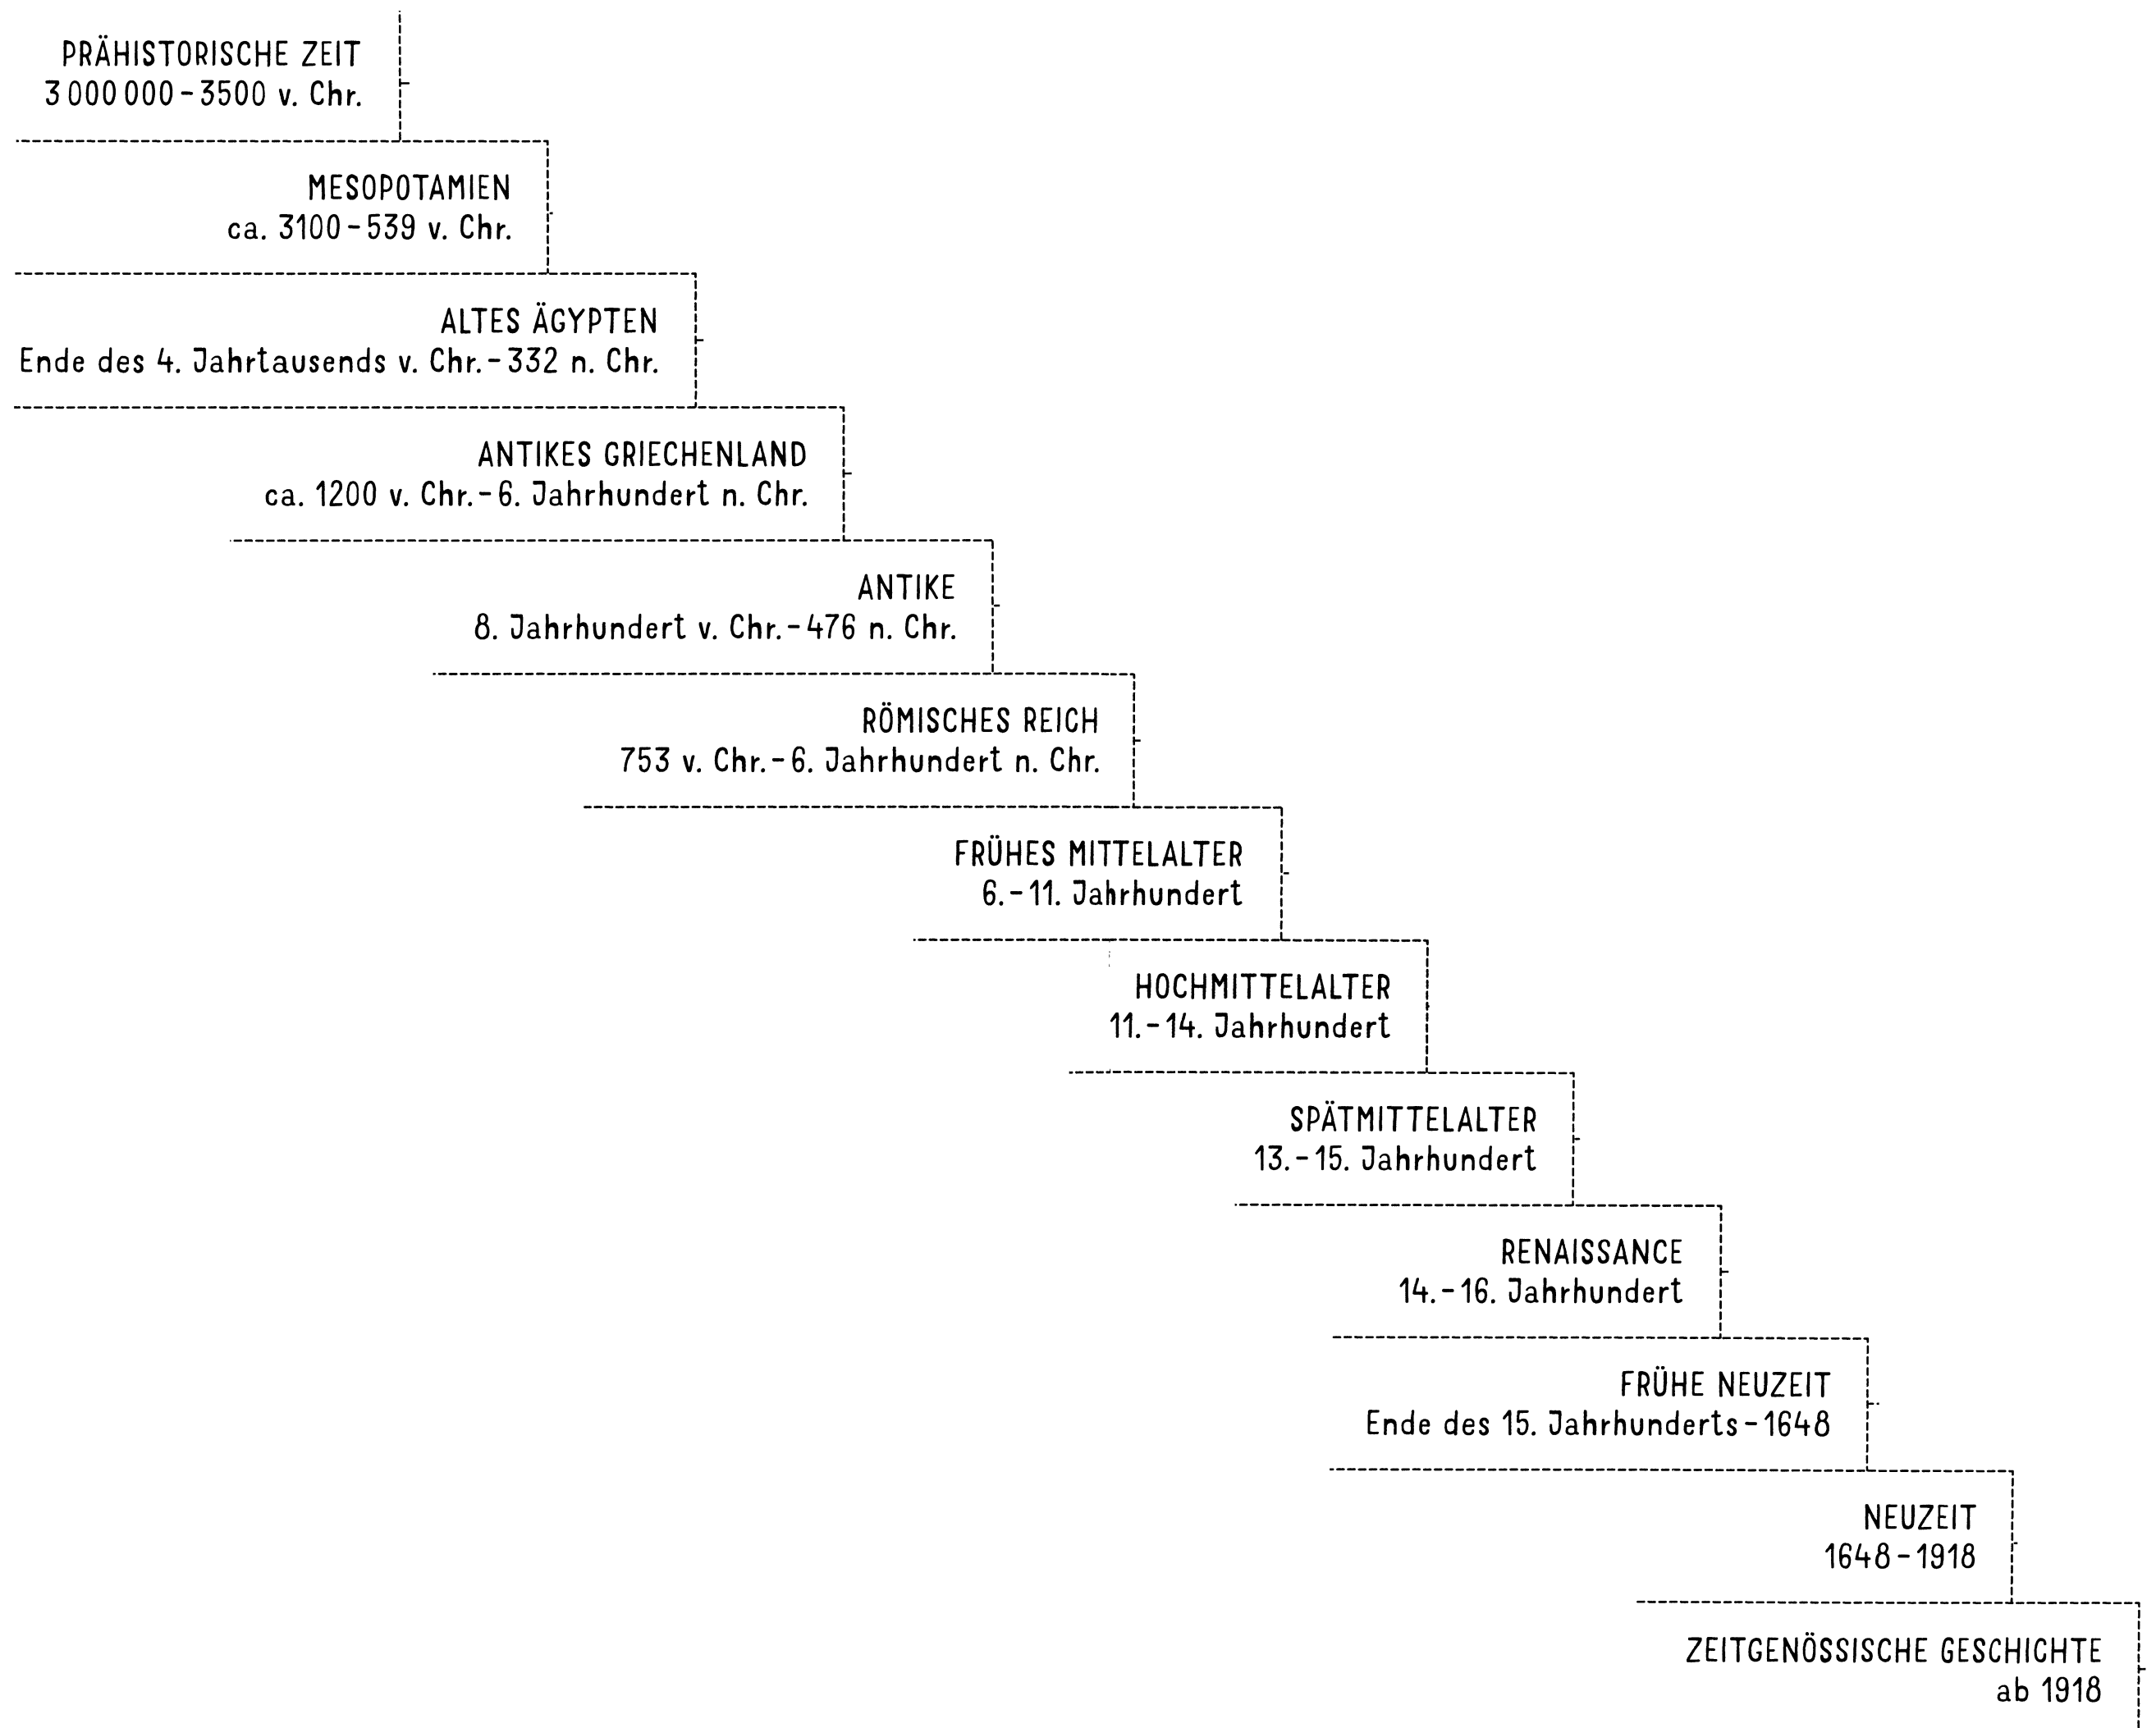 PRÄHISTORISCHE ZEIT
3 000 000 – 3500 v. Chr.
MESOPOTAMIEN
ca. 3100 – 539 v. Chr.
ALTES ÄGYPTEN
Ende des 4. Jahrtausends v. Chr. – 332 n. Chr.
ANTIKES GRIECHENLAND
ca. 1200 v. Chr. – 6. Jahrhundert n. Chr.
ANTIKE
8. Jahrhundert v. Chr. – 476 n. Chr.
RÖMISCHES REICH
753 v. Chr. – 6. Jahrhundert n. Chr.
FRÜHES MITTELALTER
6. – 11. Jahrhundert
HOCHMITTELALTER
11. – 14. Jahrhundert
SPÄTMITTELALTER
13. – 15. Jahrhundert
RENAISSANCE
14. – 16. Jahrhundert
FRÜHE NEUZEIT
Ende des 15. Jahrhunderts – 1648
NEUZEIT
1648 – 1918
ZEITGENÖSSISCHE GESCHICHTE
ab 1918